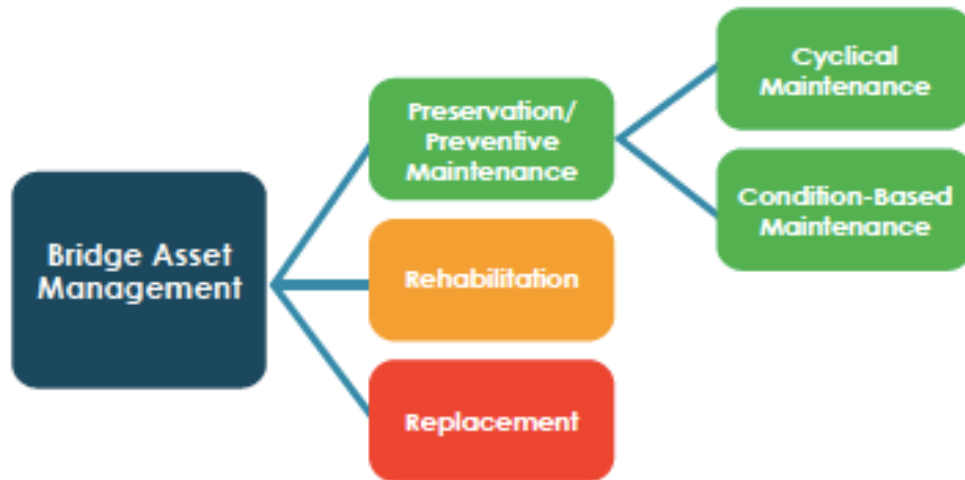 Bridge Asset
Management
Preservation/
Preventive
Maintenance
Rehabilitation
Replacement
Cyclical
Maintenance
Condition-Based
Maintenance